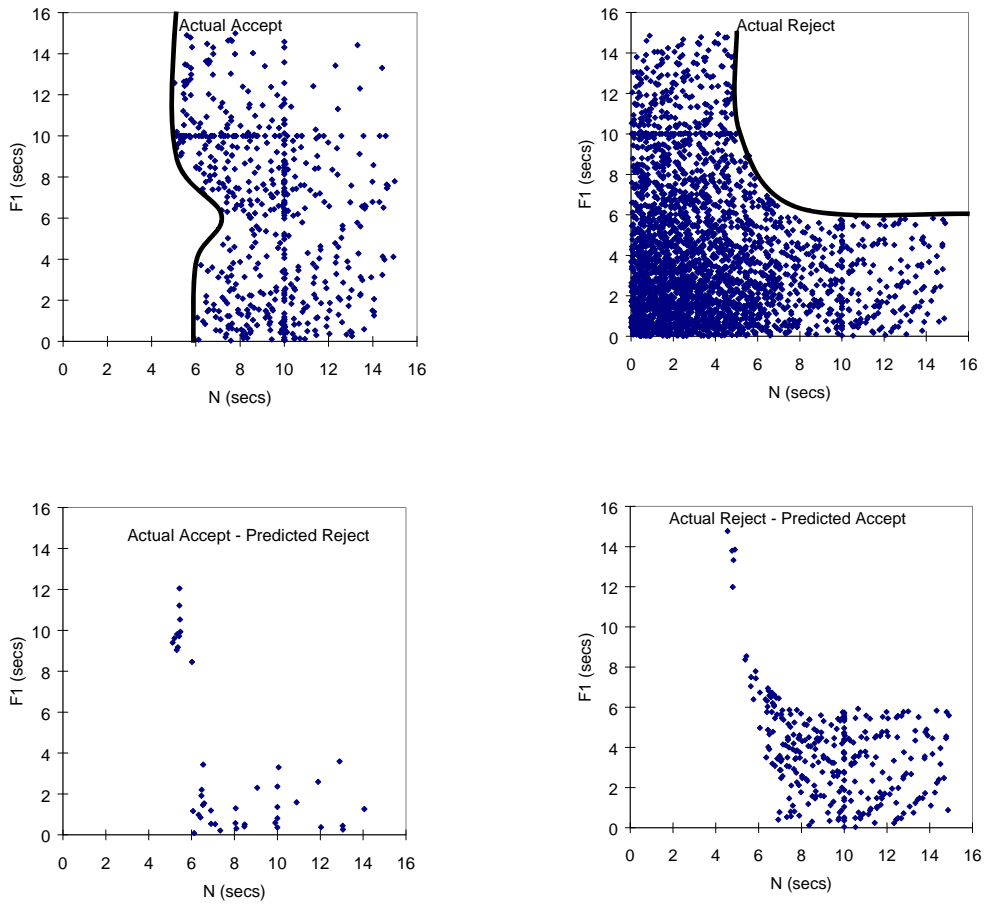 Actual Accept
16
14
12
10
8
6
4
2
0
F1 (secs)
0 2 4 6 8 10 12 14 16
N (secs)
Actual Reject
16
14
12
10
8
6
4
2
0
F1 (secs)
0 2 4 6 8 10 12 14 16
N (secs)
Actual Accept - Predicted Reject
16
14
12
10
8
6
4
2
0
F1 (secs)
0 2 4 6 8 10 12 14 16
N (secs)
Actual Reject - Predicted Accept
16
14
12
10
8
6
4
2
0
F1 (secs)
0 2 4 6 8 10 12 14 16
N (secs)